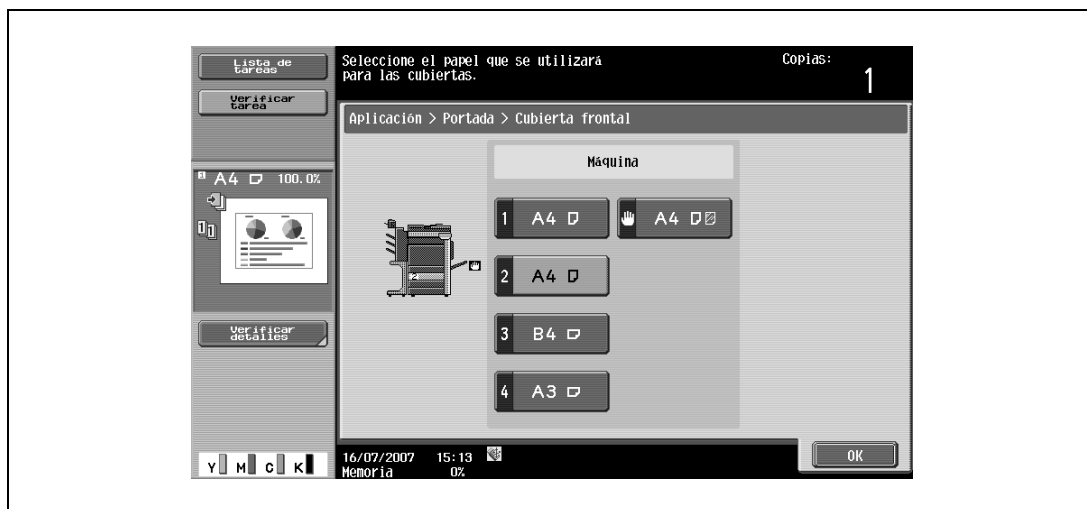 Lista de
tareas
Verificar
tarea
A4 100.0%
Verificar
detalles
Y M C K
Seleccione el papel que se utilizará
para las cubiertas.
Copias:
1
Aplicación > Portada > Cubierta frontal
Máquina
1 A4
A4
2 A4
3 B4
4 A3
2
16/07/2007 15:13
Memoria 0%
OK